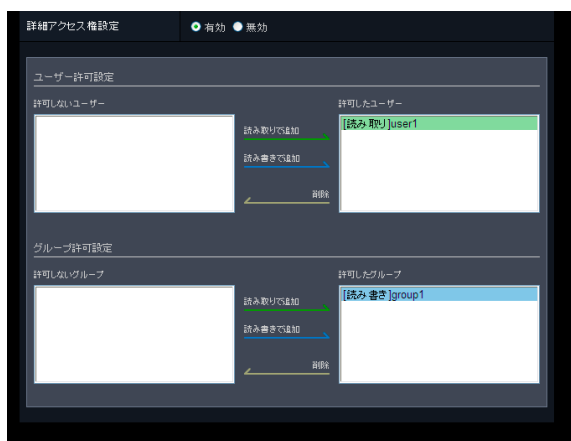 詳細アクセス権設定 有効 無効
ユーザー許可設定
許可しないユーザー 許可したユーザー
[読み取り]user1
読み取りで追加
読み書きで追加
削除
グループ許可設定
許可しないグループ 許可したグループ
[読み書き]group1
読み取りで追加
読み書きで追加
削除